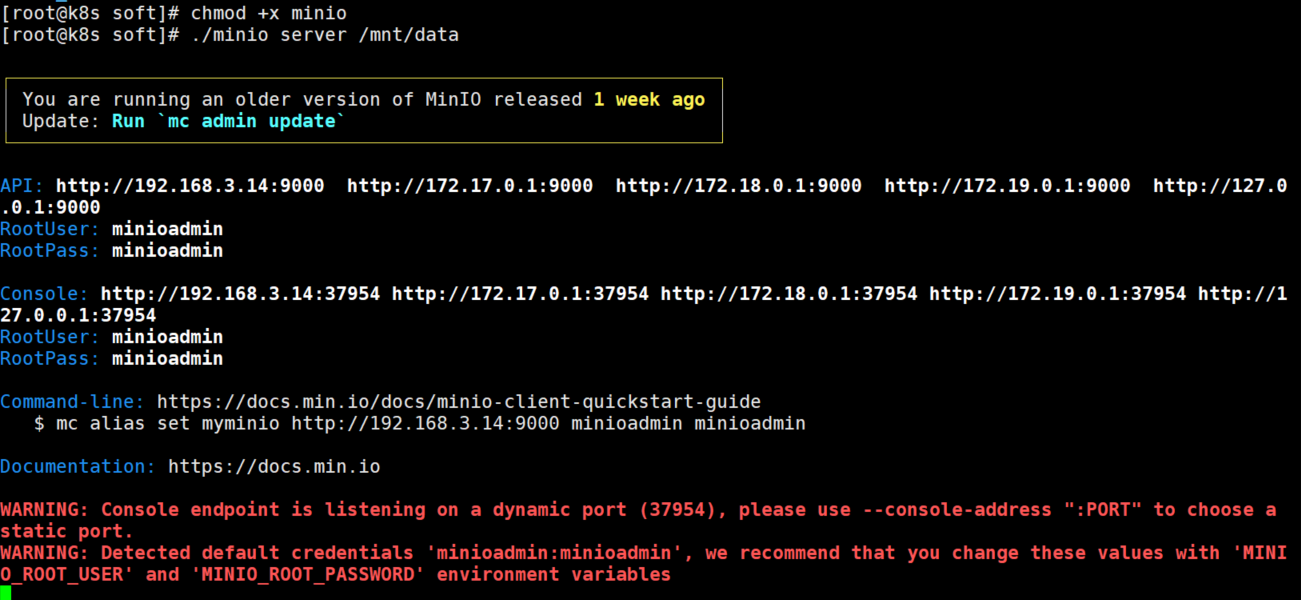 [root@k8s soft]# chmod +x minio
[root@k8s soft]# ./minio server /mnt/data
You are running an older version of MinIO released 1 week ago
Update: Run `mc admin update`
API: http://192.168.3.14:9000  http://172.17.0.1:9000  http://172.18.0.1:9000  http://172.19.0.1:9000  http://127.0
.0.1:9000
RootUser: minioadmin
RootPass: minioadmin
Console: http://192.168.3.14:37954 http://172.17.0.1:37954 http://172.18.0.1:37954 http://172.19.0.1:37954 http://1
27.0.0.1:37954
RootUser: minioadmin
RootPass: minioadmin
Command-line: https://docs.min.io/docs/minio-client-quickstart-guide
$ mc alias set myminio http://192.168.3.14:9000 minioadmin minioadmin
Documentation: https://docs.min.io
WARNING: Console endpoint is listening on a dynamic port (37954), please use --console-address ":PORT" to choose a
static port.
WARNING: Detected default credentials 'minioadmin:minioadmin', we recommend that you change these values with 'MINI
O_ROOT_USER' and 'MINIO_ROOT_PASSWORD' environment variables